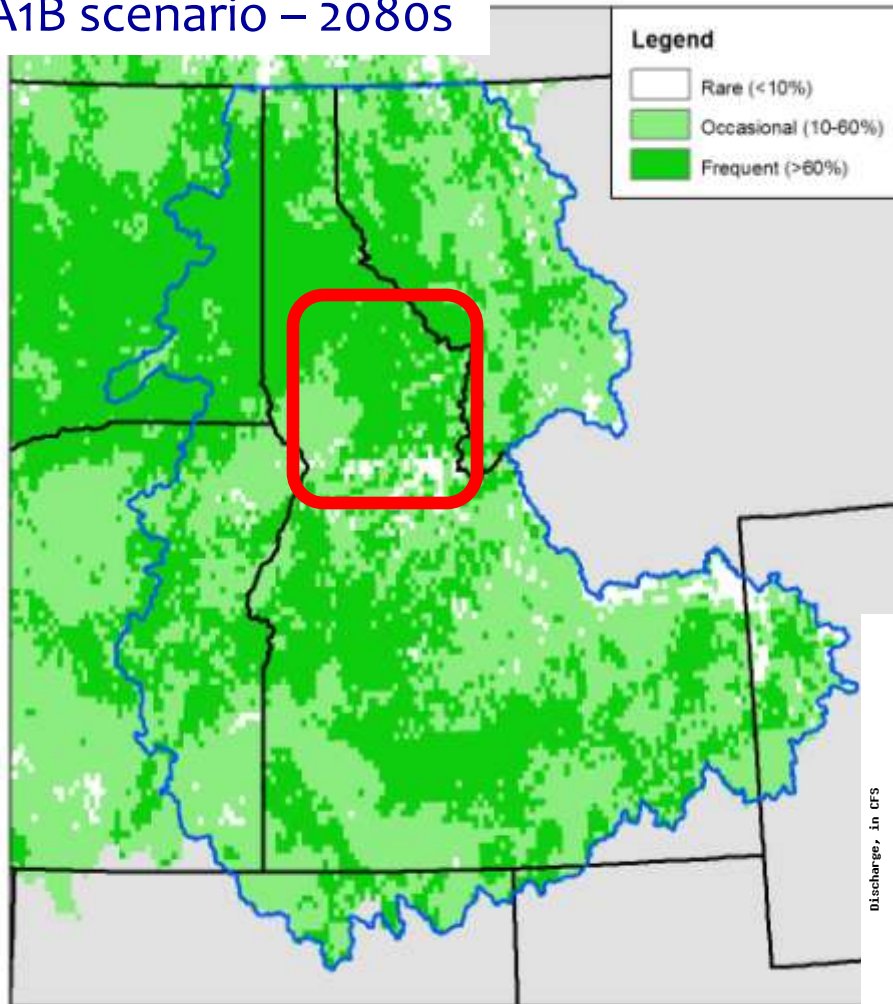 A1B scenario – 2080s
Legend
Rare (<10%)
Occasional (10-60%)
Frequent (>60%)
Discharge, in CFS